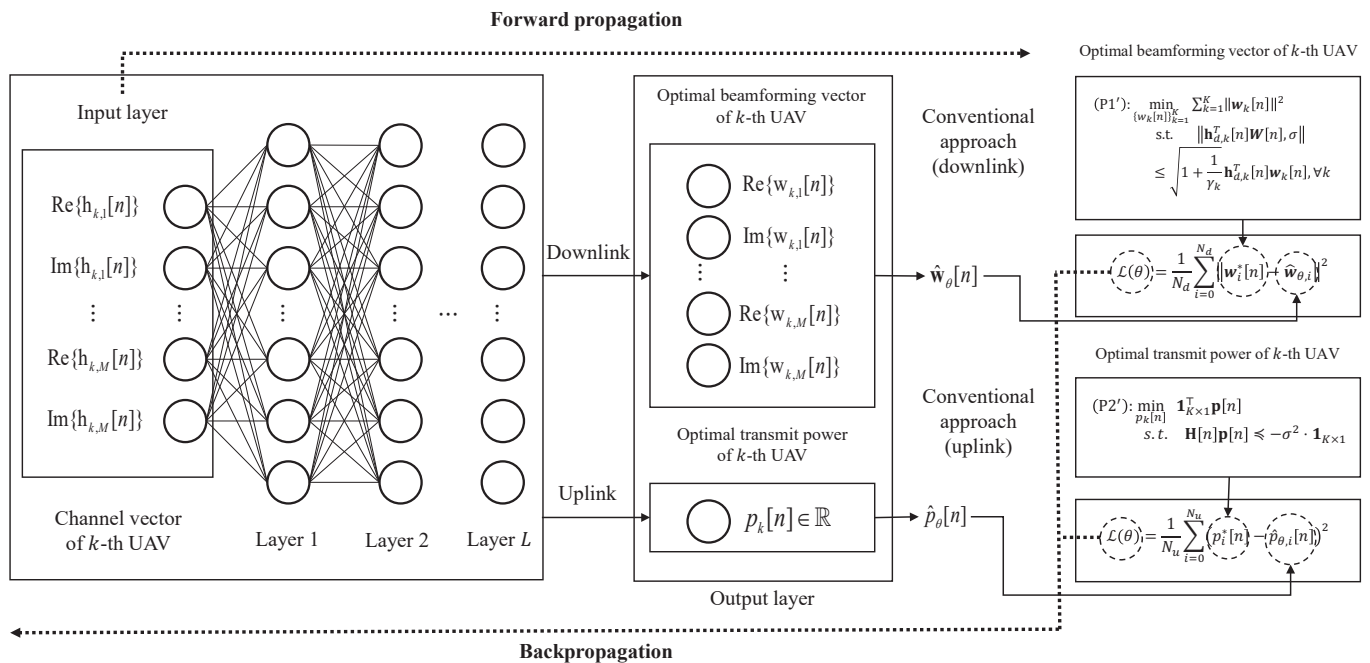 Forward propagation
Input layer
Re{h_{k,1}[n]}
Im{h_{k,1}[n]}
⋮ ⋮ ⋮ ⋮ ... ⋮
Re{h_{k,M}[n]}
Im{h_{k,M}[n]}
Channel vector
of k-th UAV
Layer 1
Layer 2
Layer L
Downlink
Uplink
Optimal beamforming vector
of k-th UAV
Re{w_{k,1}[n]}
Im{w_{k,1}[n]}
⋮ ⋮
Re{w_{k,M}[n]}
Im{w_{k,M}[n]}
Optimal transmit power
of k-th UAV
p_k[n]∈ℝ
Output layer
Conventional
approach
(downlink)
ŵ_θ[n]
Conventional
approach
(uplink)
p̂_θ[n]
Optimal beamforming vector of k-th UAV
(P1′): min_{{w_k[n]}_{k=1}^K} ∑_{k=1}^K ‖w_k[n]‖²
s.t. ‖h_{d,k}^T[n]W[n], σ‖
≤ √(1 + 1/γ_k) h_{d,k}^T[n]w_k[n], ∀k
ℒ(θ) = 1/N_d ∑_{i=0}^{N_d} ‖w_i^*[n] − ŵ_{θ,i}‖²
Optimal transmit power of k-th UAV
(P2′): min_{p_k[n]} 1_{K×1}^T p[n]
s.t. H[n]p[n] ≼ −σ² · 1_{K×1}
ℒ(θ) = 1/N_u ∑_{i=0}^{N_u} (p_i^*[n] − p̂_{θ,i}[n])²
Backpropagation